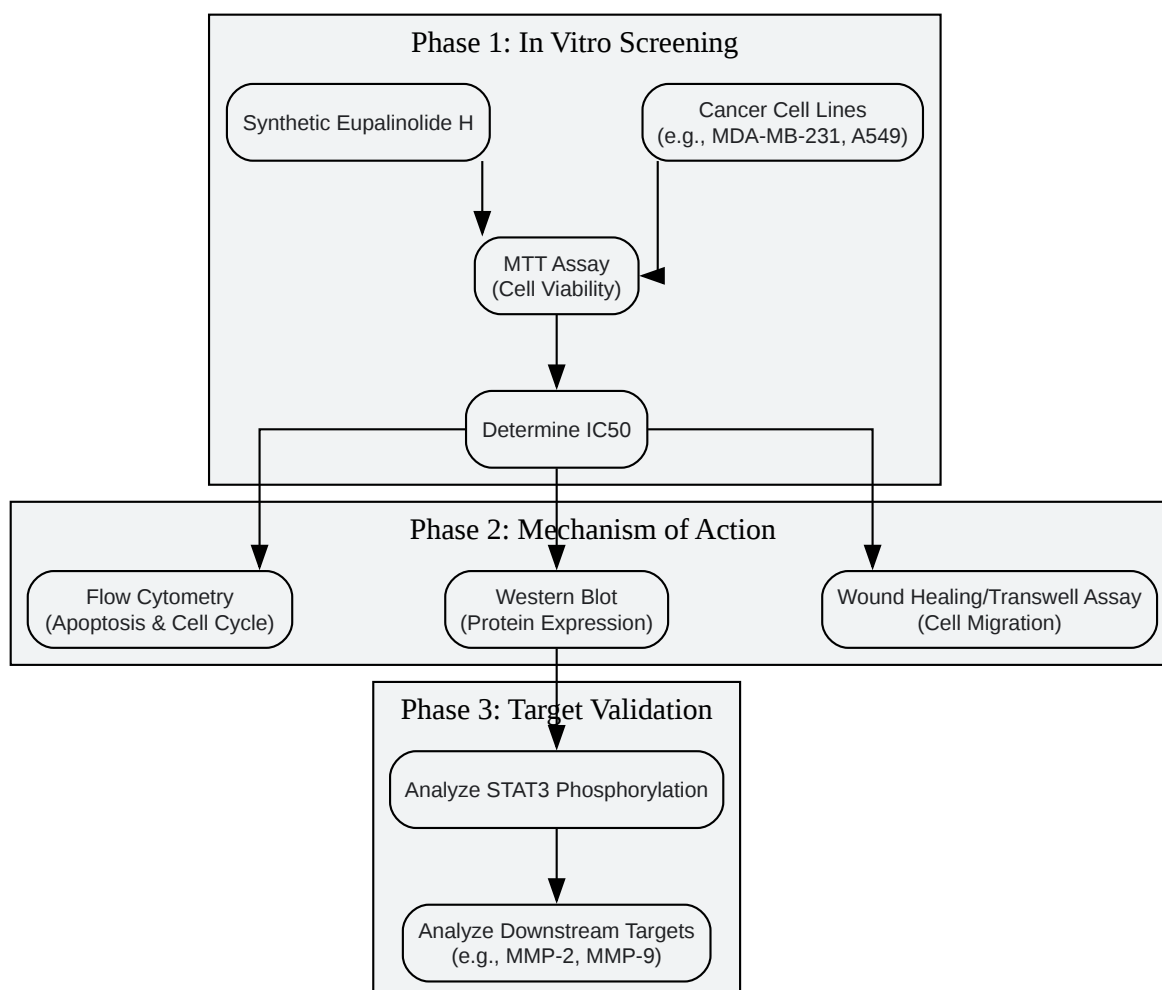 Phase 1: In Vitro Screening
Synthetic Eupalinolide H
Cancer Cell Lines
(e.g., MDA-MB-231, A549)
MTT Assay
(Cell Viability)
Determine IC50
Phase 2: Mechanism of Action
Flow Cytometry
(Apoptosis & Cell Cycle)
Western Blot
(Protein Expression)
Wound Healing/Transwell Assay
(Cell Migration)
Phase 3: Target Validation
Analyze STAT3 Phosphorylation
Analyze Downstream Targets
(e.g., MMP-2, MMP-9)